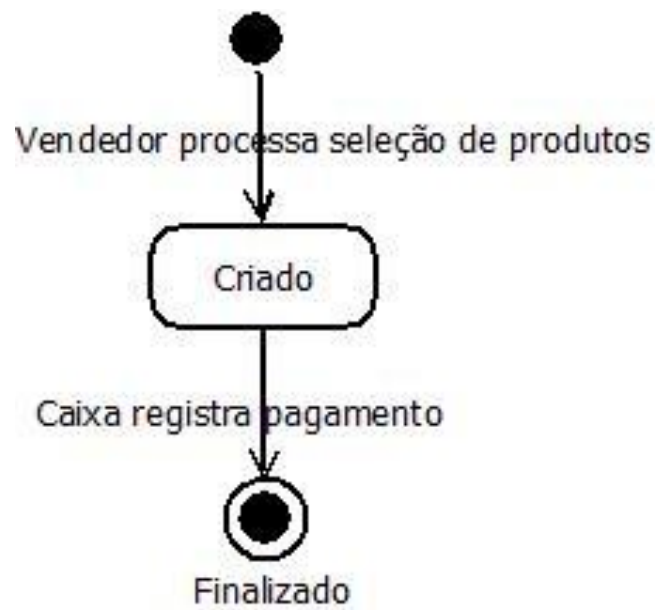 Vendedor processa seleção de produtos
Criado
Caixa registra pagamento
Finalizado